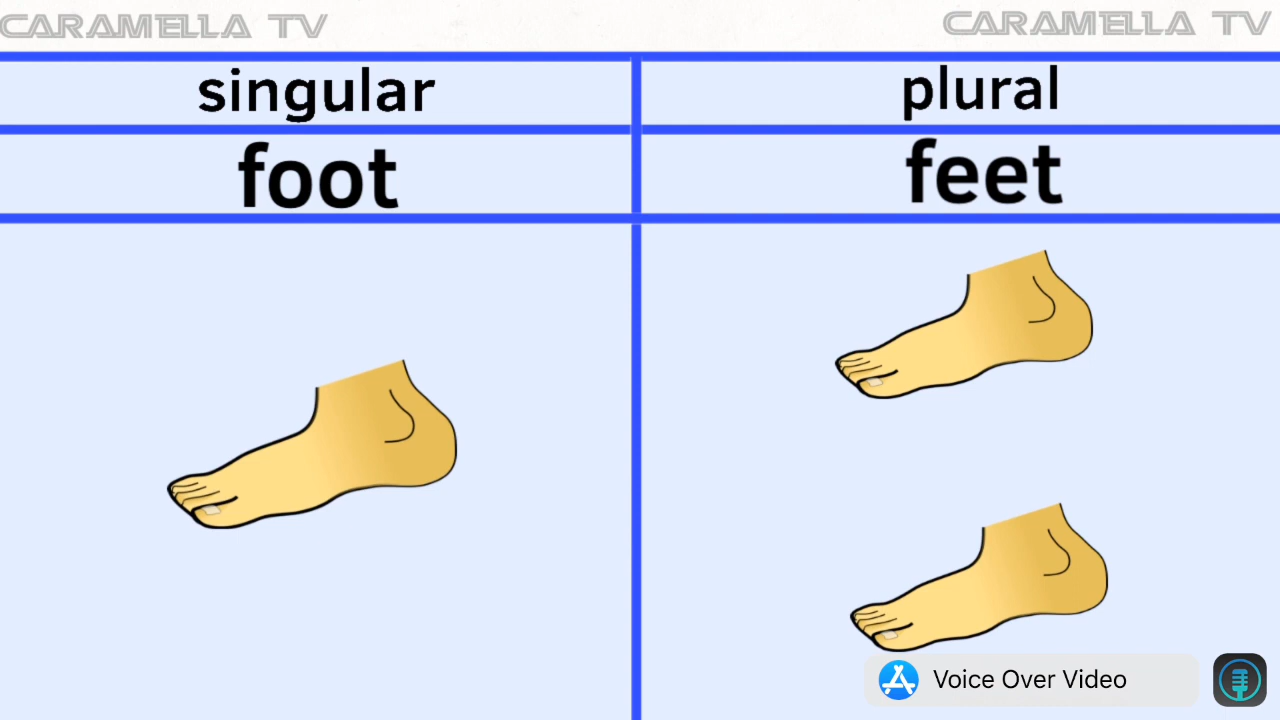 CARAMELLA TV CARAMELLA TV
singular plural
foot feet
Voice Over Video